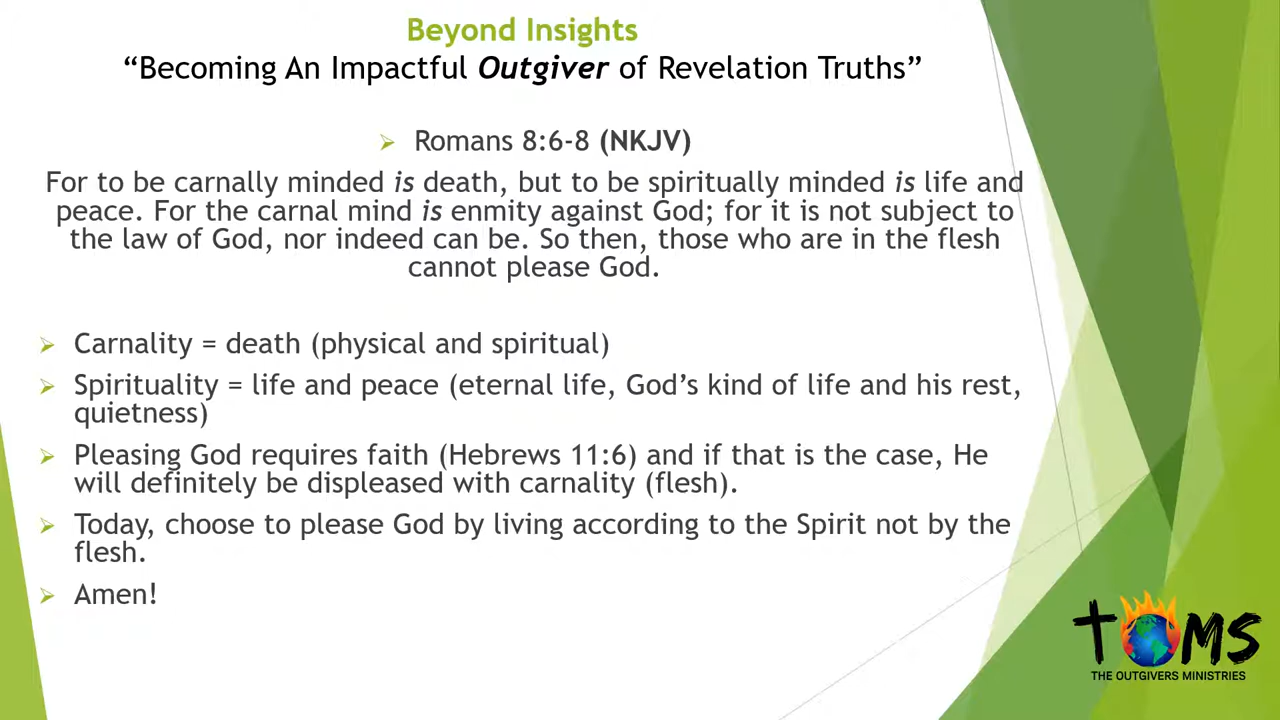 Beyond Insights
“Becoming An Impactful Outgiver of Revelation Truths”
➢ Romans 8:6-8 (NKJV)
For to be carnally minded is death, but to be spiritually minded is life and
peace. For the carnal mind is enmity against God; for it is not subject to
the law of God, nor indeed can be. So then, those who are in the flesh
cannot please God.
➢ Carnality = death (physical and spiritual)
➢ Spirituality = life and peace (eternal life, God’s kind of life and his rest,
quietness)
➢ Pleasing God requires faith (Hebrews 11:6) and if that is the case, He
will definitely be displeased with carnality (flesh).
➢ Today, choose to please God by living according to the Spirit not by the
flesh.
➢ Amen!
TOMS
THE OUTGIVERS MINISTRIES